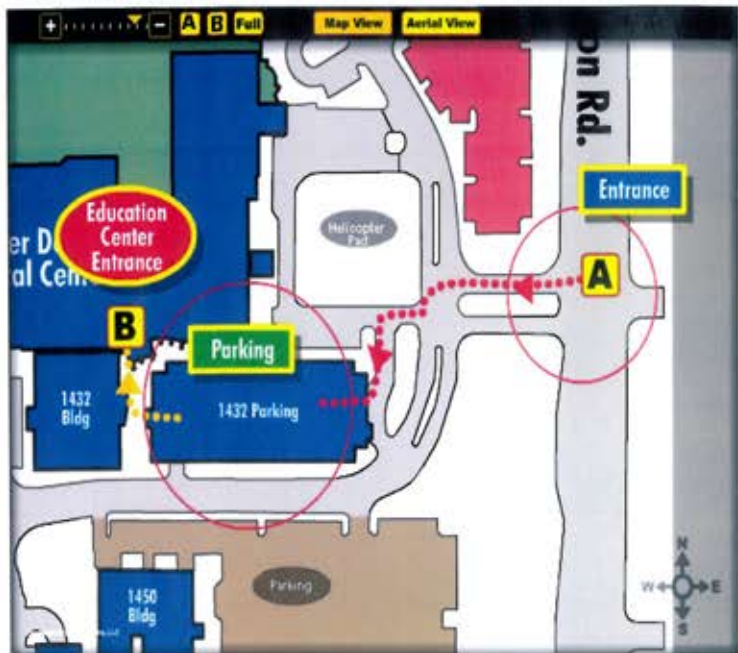 + − A B Full Map View Aerial View
on Rd.
Entrance
Education
Center
Entrance
er D
al Cent
Helicopter
Pad
A
B
Parking
1432
Bldg
1432 Parking
Parking
1450
Bldg
N
W E
S